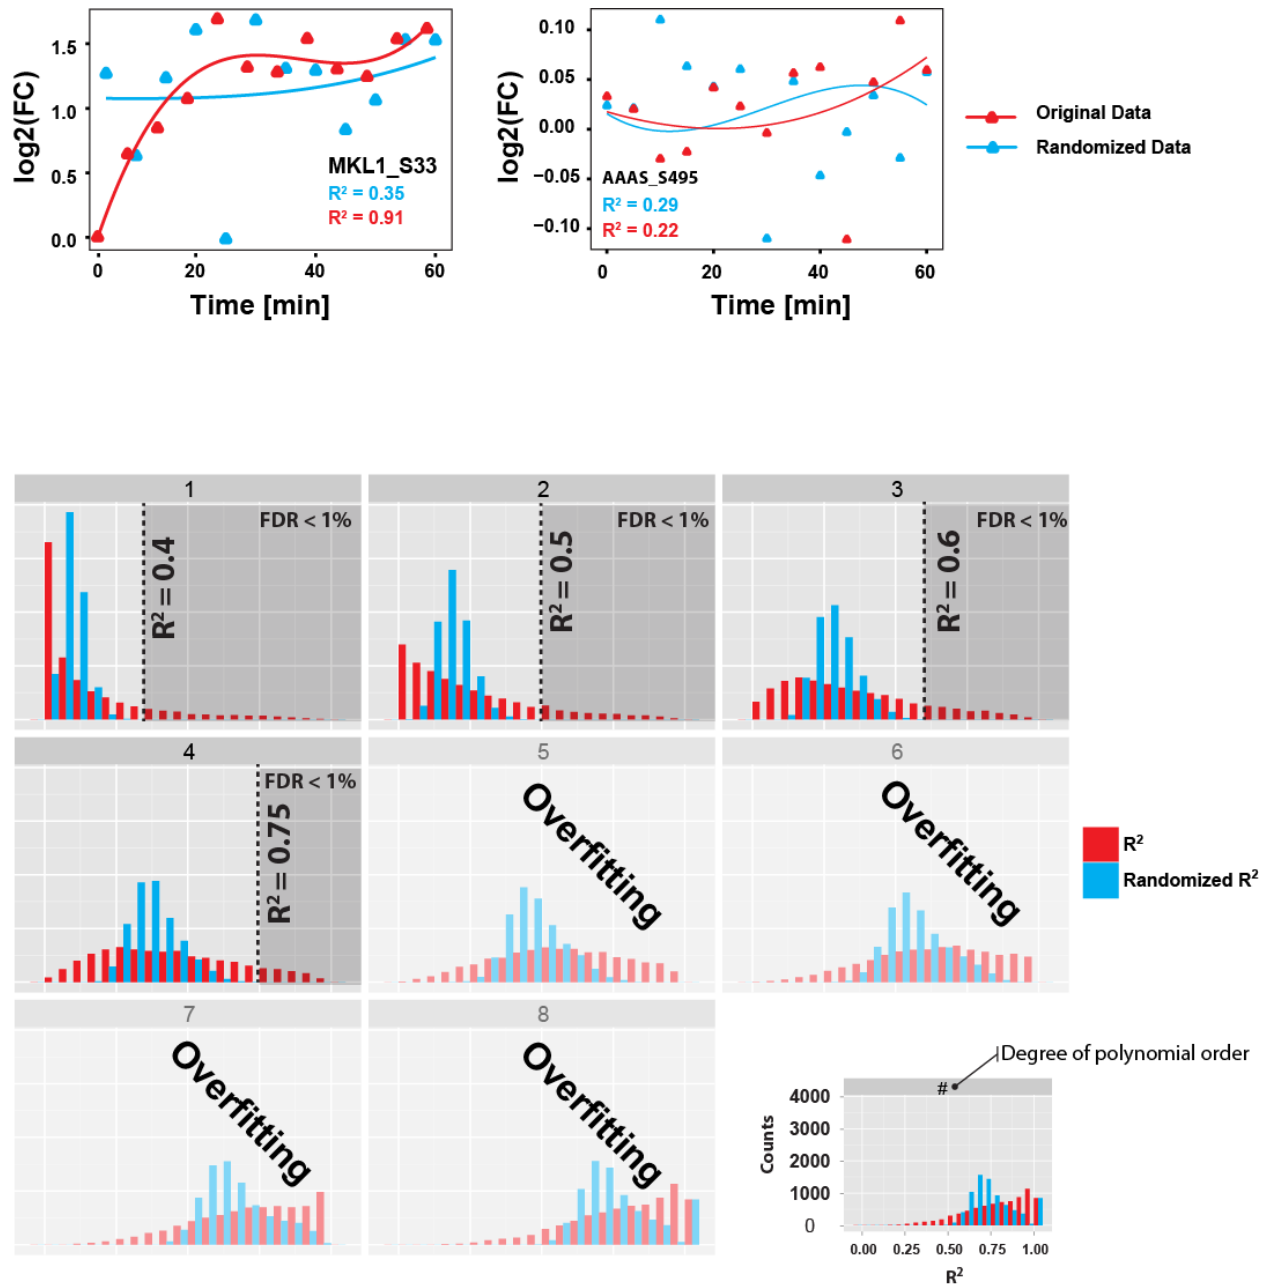 log2(FC)
1.5
1.0
0.5
0.0
MKL1_S33
R² = 0.35
R² = 0.91
0 20 40 60
Time [min]
log2(FC)
0.10
0.05
0.00
−0.05
−0.10
AAAS_S495
R² = 0.29
R² = 0.22
0 20 40 60
Time [min]
Original Data
Randomized Data
1
FDR < 1%
R² = 0.4
2
FDR < 1%
R² = 0.5
3
FDR < 1%
R² = 0.6
4
FDR < 1%
R² = 0.75
5
Overfitting
6
Overfitting
R²
Randomized R²
7
Overfitting
8
Overfitting
Degree of polynomial order
#
Counts
4000
3000
2000
1000
0
0.00 0.25 0.50 0.75 1.00
R²